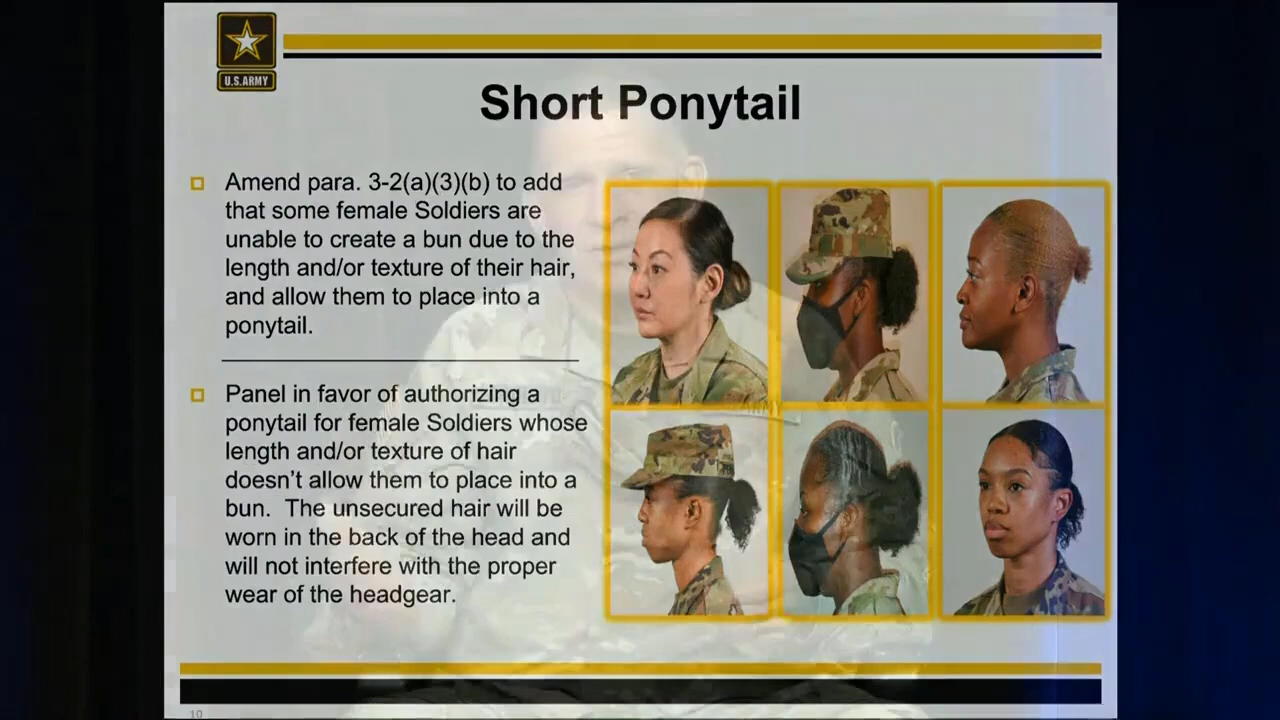 U.S.ARMY
Short Ponytail
Amend para. 3-2(a)(3)(b) to add
that some female Soldiers are
unable to create a bun due to the
length and/or texture of their hair,
and allow them to place into a
ponytail.
Panel in favor of authorizing a
ponytail for female Soldiers whose
length and/or texture of hair
doesn't allow them to place into a
bun. The unsecured hair will be
worn in the back of the head and
will not interfere with the proper
wear of the headgear.
10